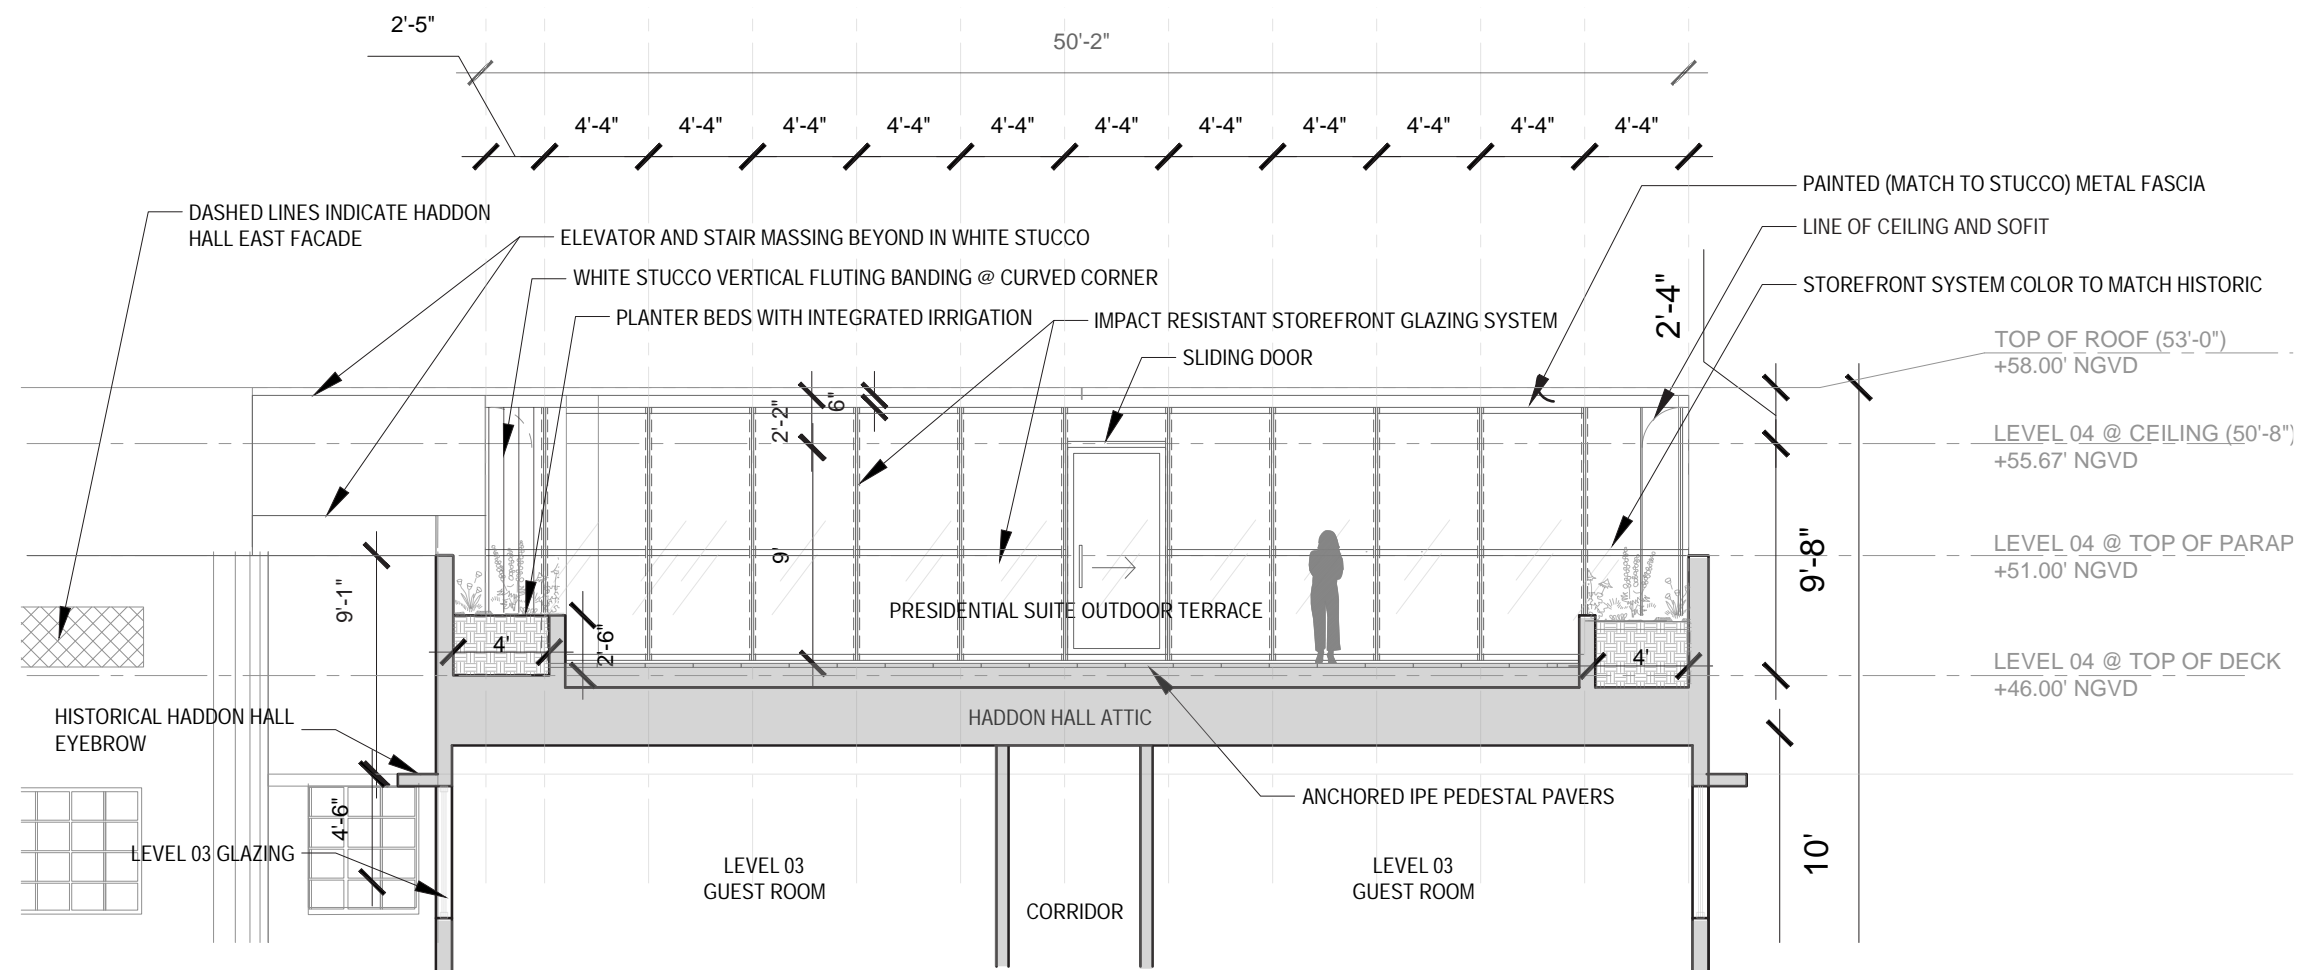 2'-5"
50'-2"
4'-4" 4'-4" 4'-4" 4'-4" 4'-4" 4'-4" 4'-4" 4'-4" 4'-4" 4'-4" 4'-4"
PAINTED (MATCH TO STUCCO) METAL FASCIA
DASHED LINES INDICATE HADDON
HALL EAST FACADE
LINE OF CEILING AND SOFIT
ELEVATOR AND STAIR MASSING BEYOND IN WHITE STUCCO
WHITE STUCCO VERTICAL FLUTING BANDING @ CURVED CORNER
STOREFRONT SYSTEM COLOR TO MATCH HISTORIC
2'-4"
PLANTER BEDS WITH INTEGRATED IRRIGATION
IMPACT RESISTANT STOREFRONT GLAZING SYSTEM
SLIDING DOOR
TOP OF ROOF (53'-0")
+58.00' NGVD
2'-2"
6"
LEVEL 04 @ CEILING (50'-8")
+55.67' NGVD
9'
9'-8"
LEVEL 04 @ TOP OF PARAP
+51.00' NGVD
9'-1"
PRESIDENTIAL SUITE OUTDOOR TERRACE
4'
2'-6"
4'
LEVEL 04 @ TOP OF DECK
+46.00' NGVD
HISTORICAL HADDON HALL
EYEBROW
HADDON HALL ATTIC
ANCHORED IPE PEDESTAL PAVERS
4'-6"
10'
LEVEL 03 GLAZING
LEVEL 03
GUEST ROOM
LEVEL 03
GUEST ROOM
CORRIDOR